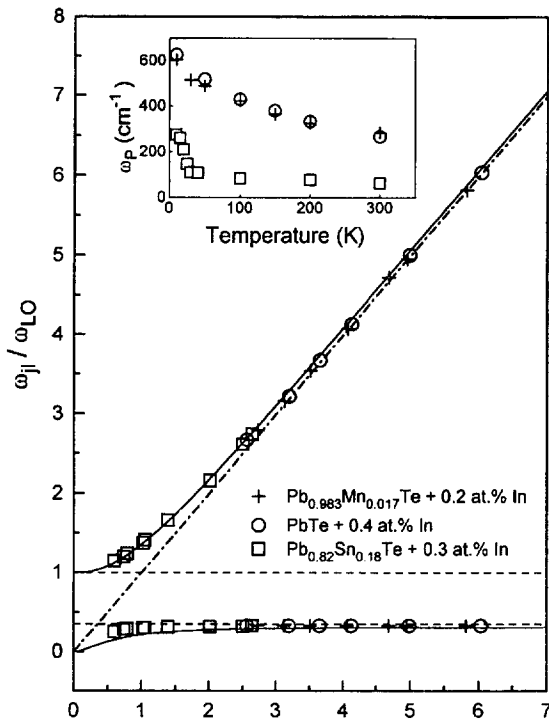 ω_jl / ω_LO
7
6
5
4
3
2
1
0
0 1 2 3 4 5 6 7
ω_P (cm⁻¹)
600
400
200
0
0 100 200 300
Temperature (K)
+ Pb₀.₉₈₃Mn₀.₀₁₇Te + 0.2 at.% In
○ PbTe + 0.4 at.% In
□ Pb₀.₈₂Sn₀.₁₈Te + 0.3 at.% In